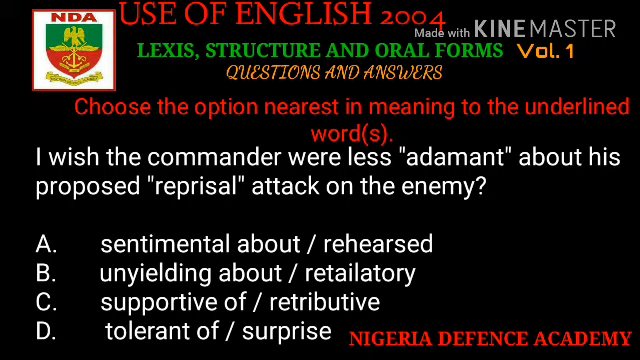 NDA
USE OF ENGLISH 2004
Made with KINEMASTER
LEXIS, STRUCTURE AND ORAL FORMS Vol. 1
QUESTIONS AND ANSWERS
Choose the option nearest in meaning to the underlined
word(s).
I wish the commander were less "adamant" about his
proposed "reprisal" attack on the enemy?
A. sentimental about / rehearsed
B. unyielding about / retailatory
C. supportive of / retributive
D. tolerant of / surprise
NIGERIA DEFENCE ACADEMY